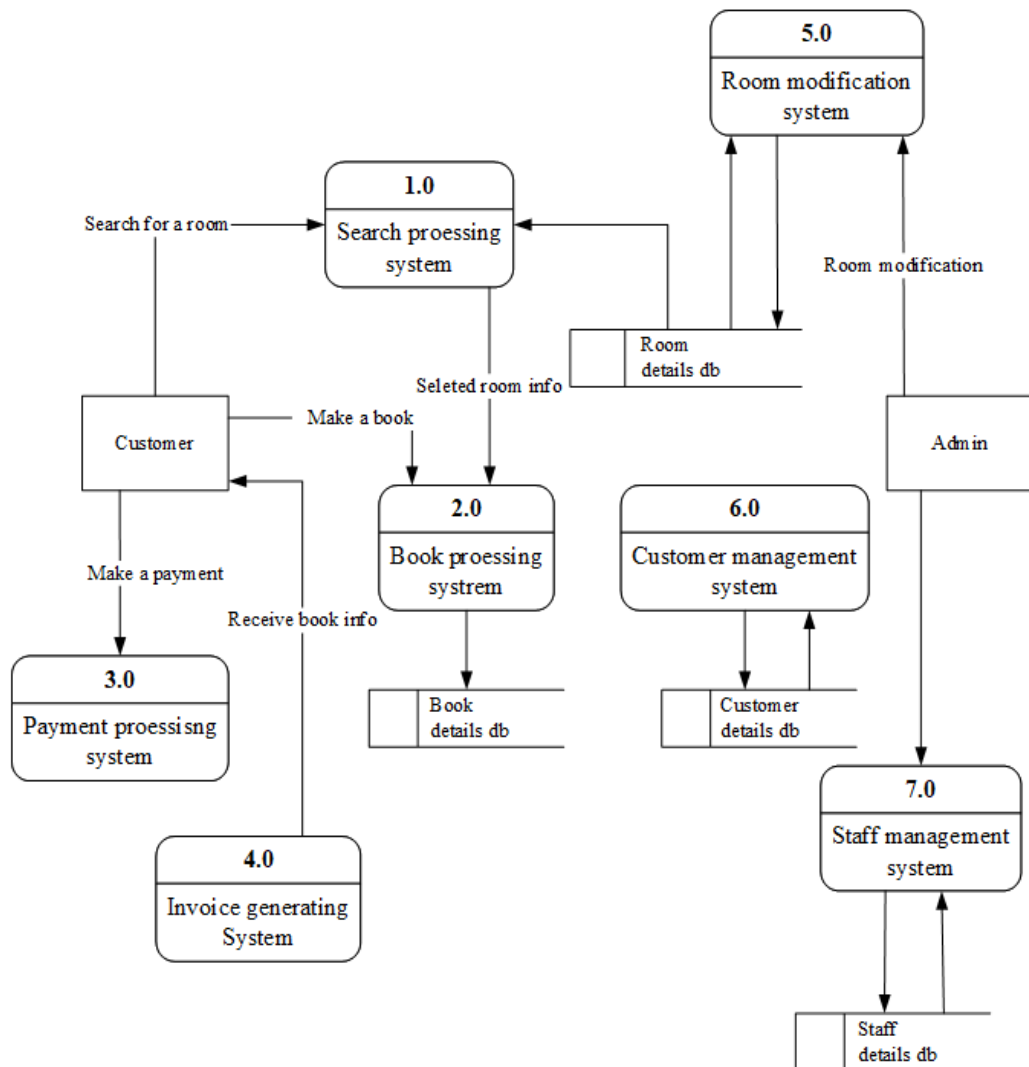 5.0
Room modification
system
1.0
Search proessing
system
Search for a room
Room modification
Room
details db
Seleted room info
Make a book
Customer
Admin
2.0
Book proessing
systrem
6.0
Customer management
system
Make a payment
Receive book info
3.0
Payment proessisng
system
Book
details db
Customer
details db
7.0
Staff management
system
4.0
Invoice generating
System
Staff
details db